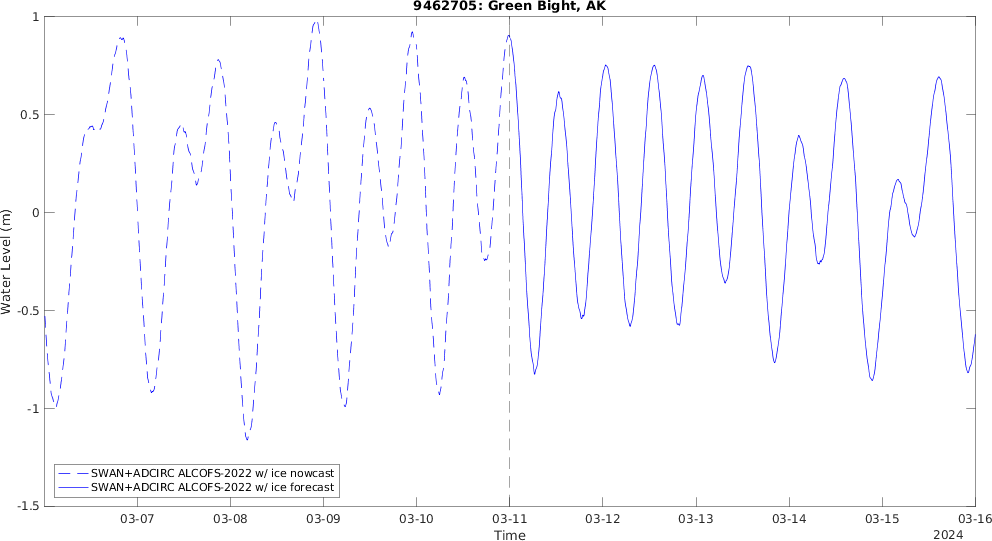 9462705: Green Bight, AK
1
0.5
0
-0.5
-1
-1.5
Water Level (m)
SWAN+ADCIRC ALCOFS-2022 w/ ice nowcast
SWAN+ADCIRC ALCOFS-2022 w/ ice forecast
03-07 03-08 03-09 03-10 03-11 03-12 03-13 03-14 03-15 03-16
Time
2024